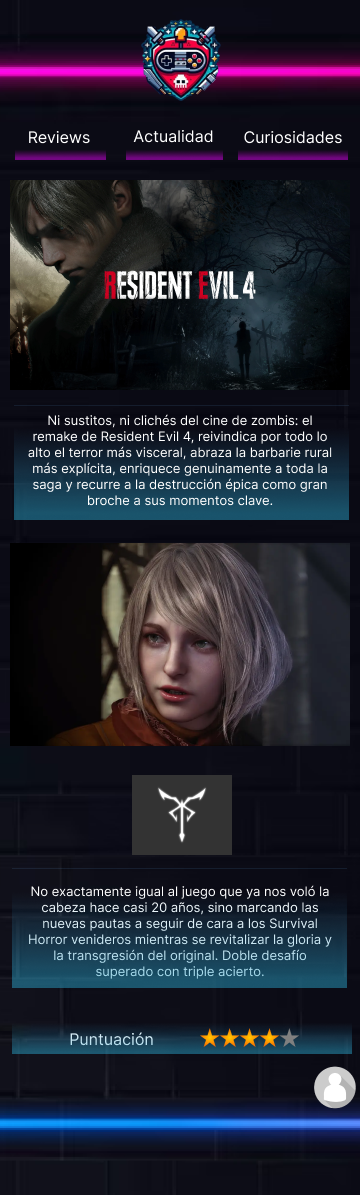 Reviews Actualidad Curiosidades
RESIDENT EVIL 4
Ni sustitos, ni clichés del cine de zombis: el
remake de Resident Evil 4, reivindica por todo lo
alto el terror más visceral, abraza la barbarie rural
más explícita, enriquece genuinamente a toda la
saga y recurre a la destrucción épica como gran
broche a sus momentos clave.
No exactamente igual al juego que ya nos voló la
cabeza hace casi 20 años, sino marcando las
nuevas pautas a seguir de cara a los Survival
Horror venideros mientras se revitalizar la gloria y
la transgresión del original. Doble desafío
superado con triple acierto.
Puntuación